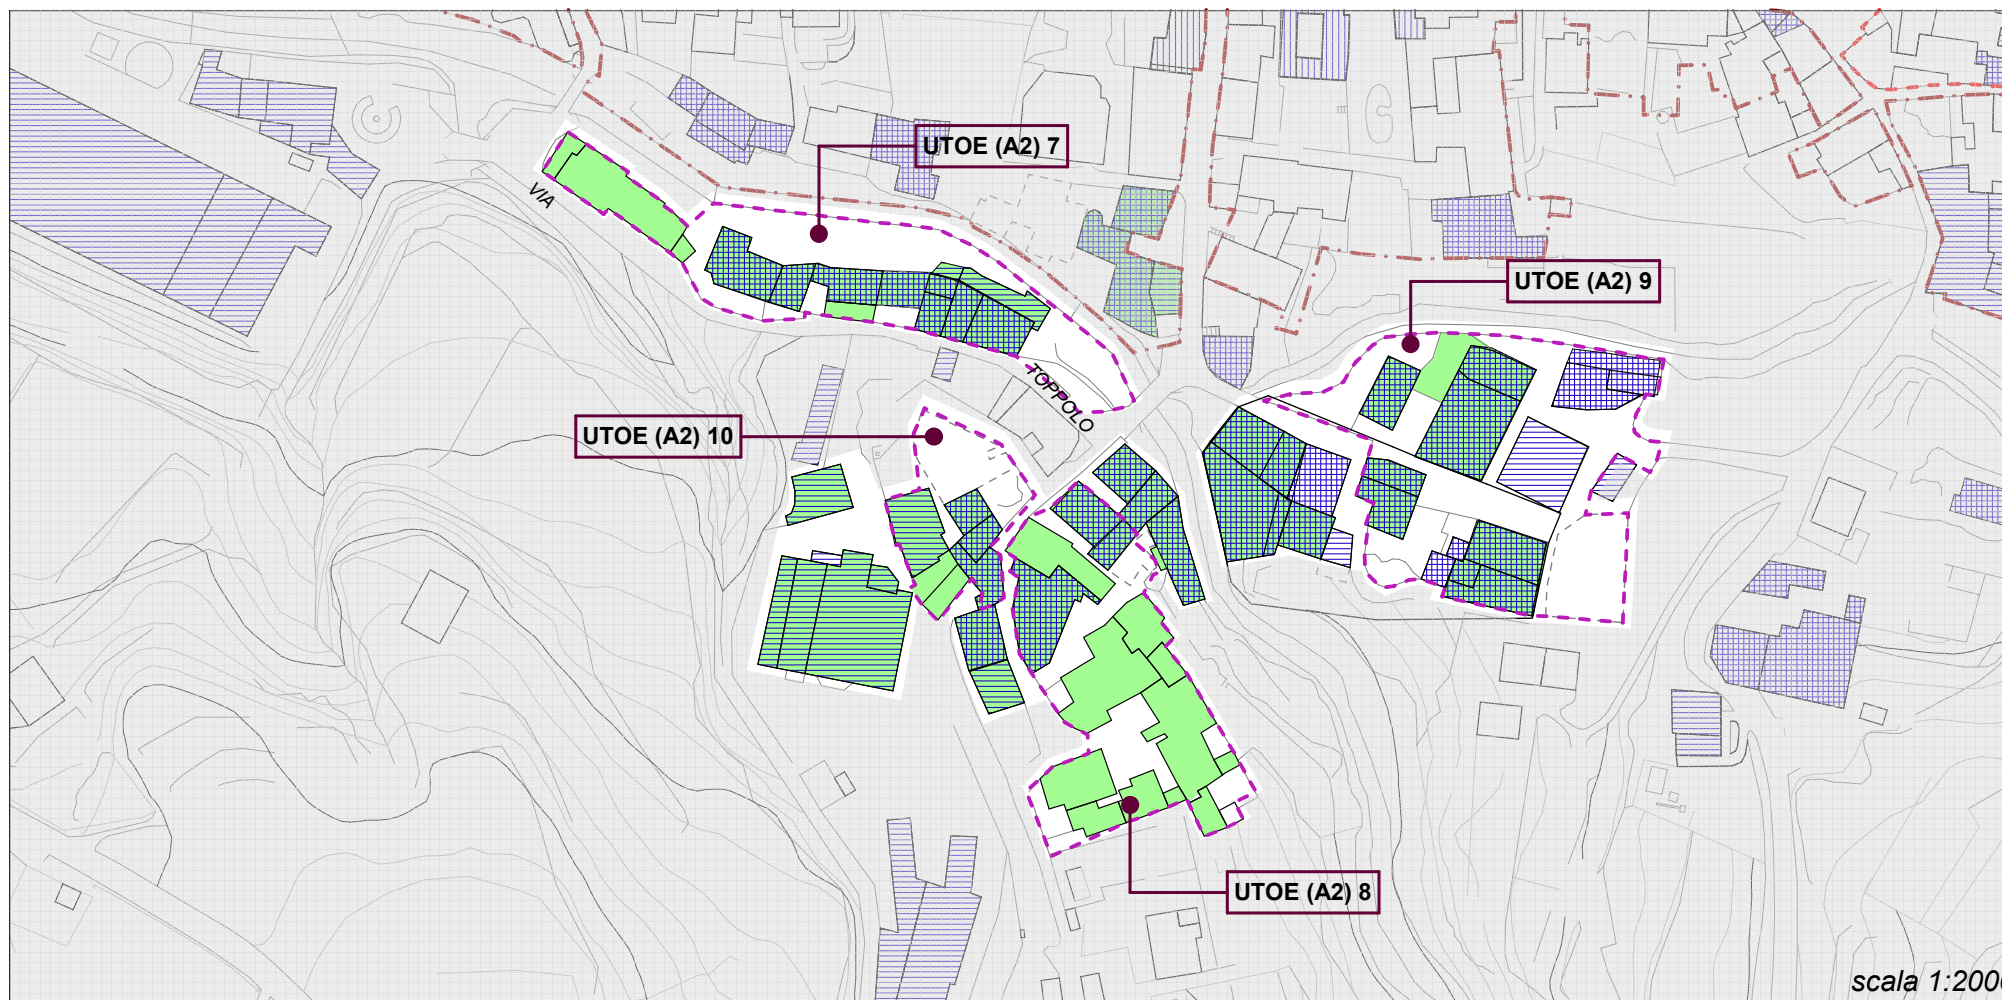 UTOE (A2) 7
VIA
UTOE (A2) 9
TOPPOLO
UTOE (A2) 10
UTOE (A2) 8
scala 1:200